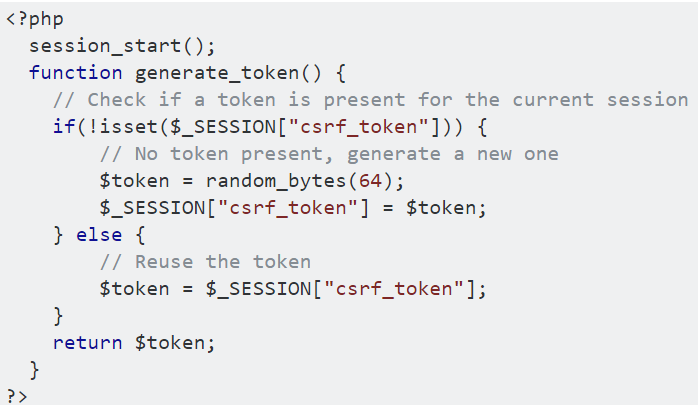 <?php
  session_start();
  function generate_token() {
    // Check if a token is present for the current session
    if(!isset($_SESSION["csrf_token"])) {
        // No token present, generate a new one
        $token = random_bytes(64);
        $_SESSION["csrf_token"] = $token;
    } else {
        // Reuse the token
        $token = $_SESSION["csrf_token"];
    }
    return $token;
  }
?>